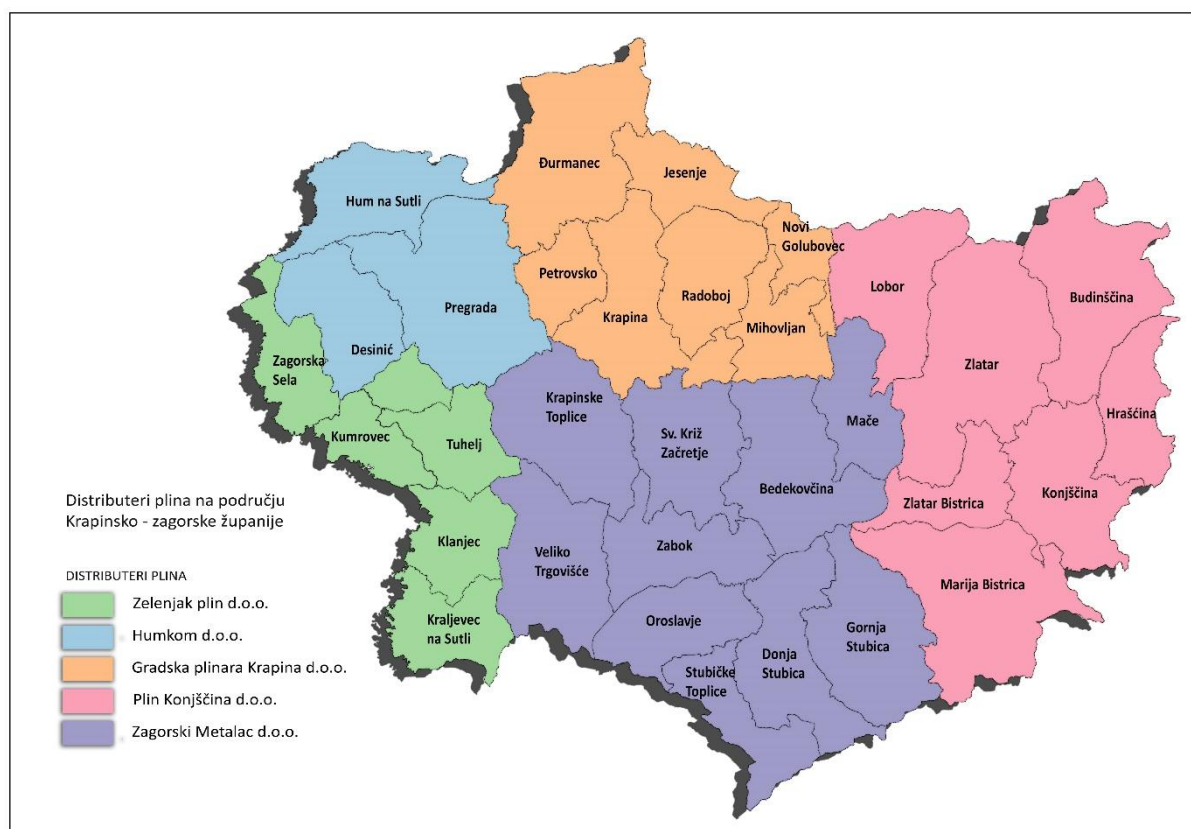 Đurmanec
Jesenje
Hum na Sutli
Novi
Golubovec
Petrovsko
Radoboj
Lobor
Budinščina
Pregrada
Krapina
Mihovljan
Desinić
Zagorska
Sela
Zlatar
Krapinske
Toplice
Mače
Hrašćina
Kumrovec
Tuhelj
Sv. Križ
Začretje
Bedekovčina
Zlatar Bistrica
Konjščina
Distributeri plina na području
Krapinsko - zagorske županije
Klanjec
Veliko
Trgovišće
Zabok
Marija Bistrica
DISTRIBUTERI PLINA
Zelenjak plin d.o.o.
Humkom d.o.o.
Gradska plinara Krapina d.o.o.
Plin Konjščina d.o.o.
Zagorski Metalac d.o.o.
Kraljevec
na Sutli
Oroslavje
Gornja
Stubica
Donja
Stubica
Stubičke
Toplice